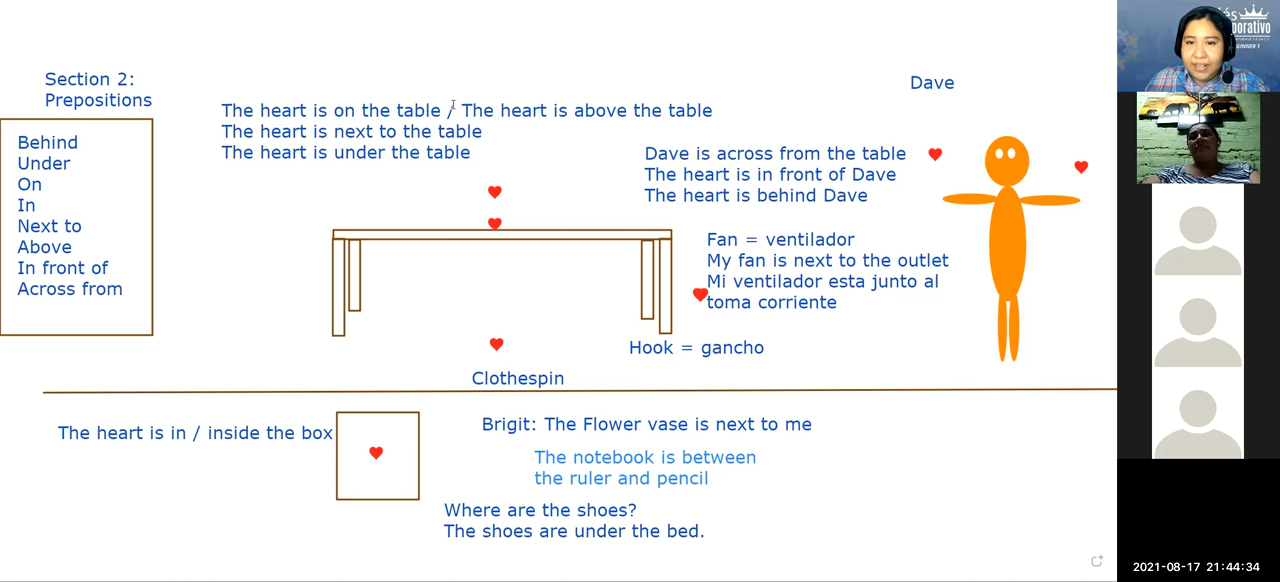 Section 2:
Prepositions
Behind
Under
On
In
Next to
Above
In front of
Across from
The heart is on the table / The heart is above the table
The heart is next to the table
The heart is under the table
Dave
Dave is across from the table
The heart is in front of Dave
The heart is behind Dave
Fan = ventilador
My fan is next to the outlet
Mi ventilador esta junto al
toma corriente
Hook = gancho
Clothespin
The heart is in / inside the box
Brigit: The Flower vase is next to me
The notebook is between
the ruler and pencil
Where are the shoes?
The shoes are under the bed.
2021-08-17 21:44:34